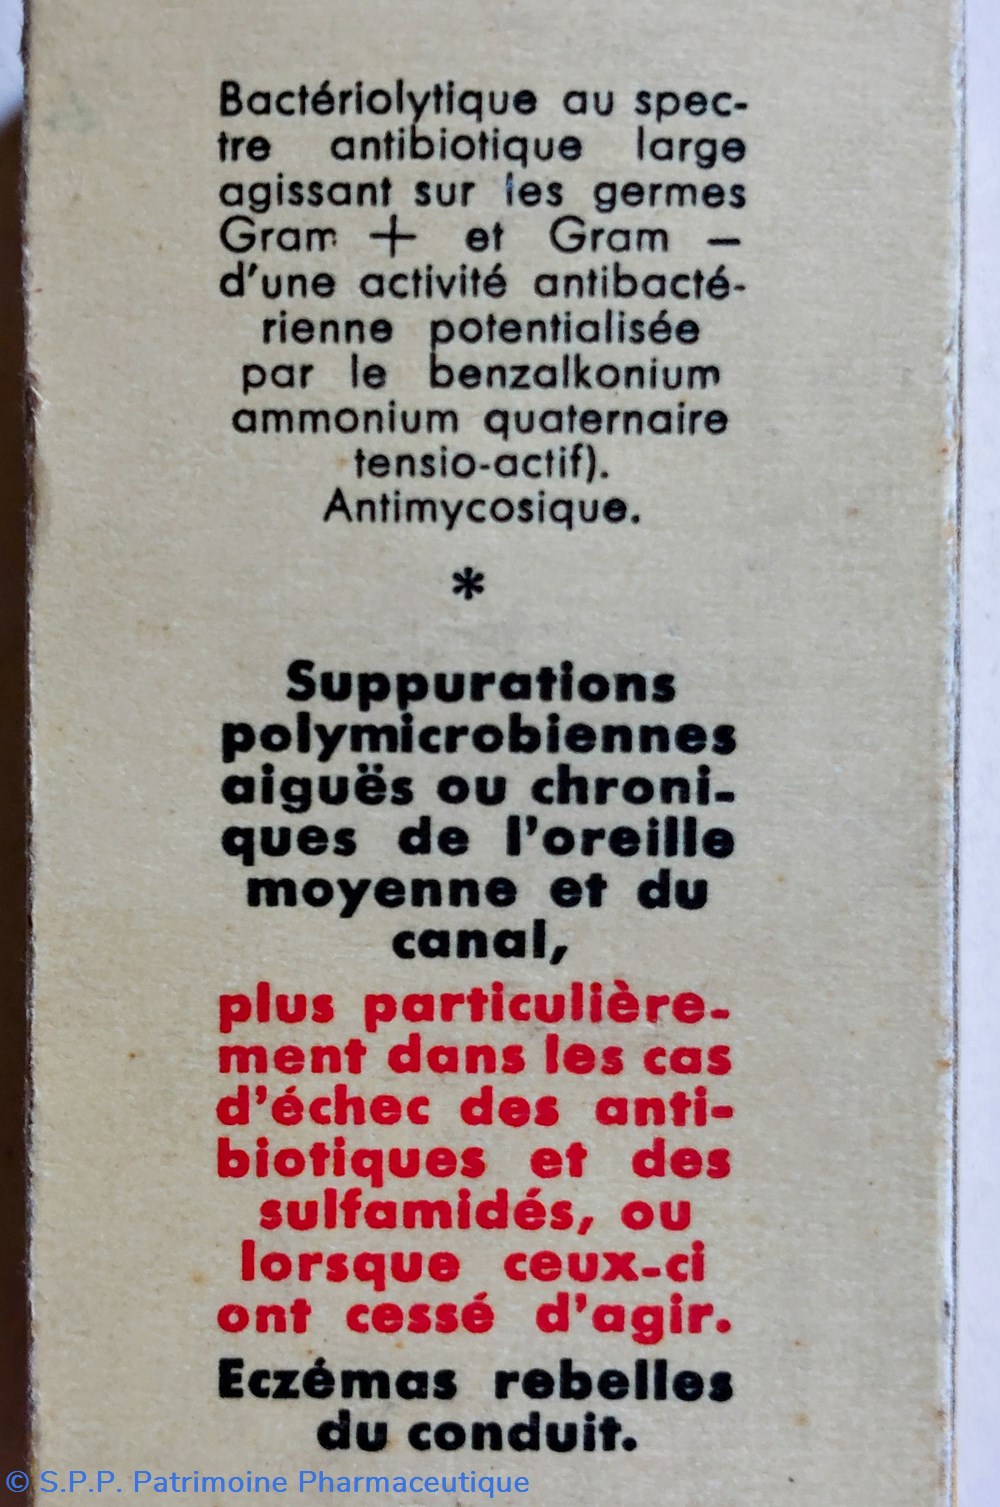 Bactériolytique au spec-
tre antibiotique large
agissant sur les germes
Gram + et Gram –
d'une activité antibacté-
rienne potentialisée
par le benzalkonium
ammonium quaternaire
tensio-actif).
Antimycosique.
*
Suppurations
polymicrobiennes
aiguës ou chroni-
ques de l'oreille
moyenne et du
canal,
plus particulière-
ment dans les cas
d'échec des anti-
biotiques et des
sulfamidés, ou
lorsque ceux-ci
ont cessé d'agir.
Eczémas rebelles
du conduit.
© S.P.P. Patrimoine Pharmaceutique